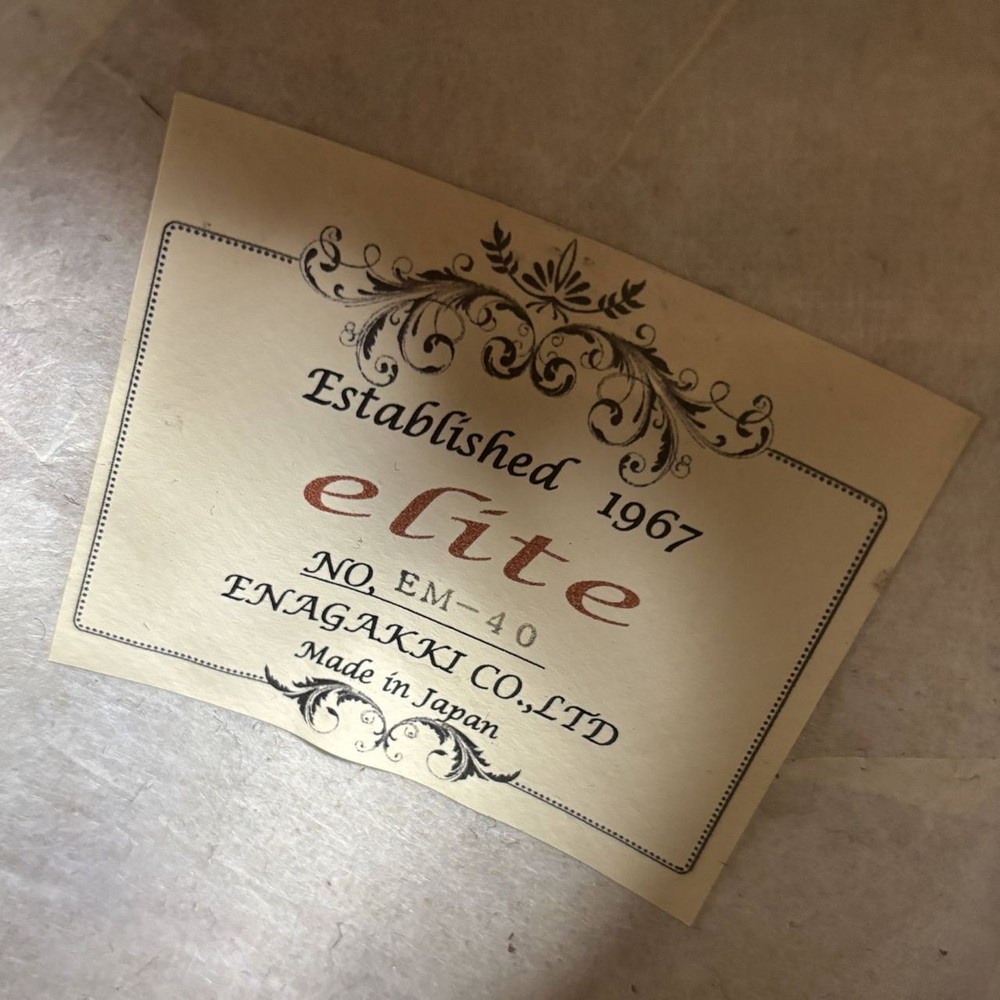 Established 1967
elite
NO, EM-40
ENAGAKKI CO.,LTD
Made in Japan